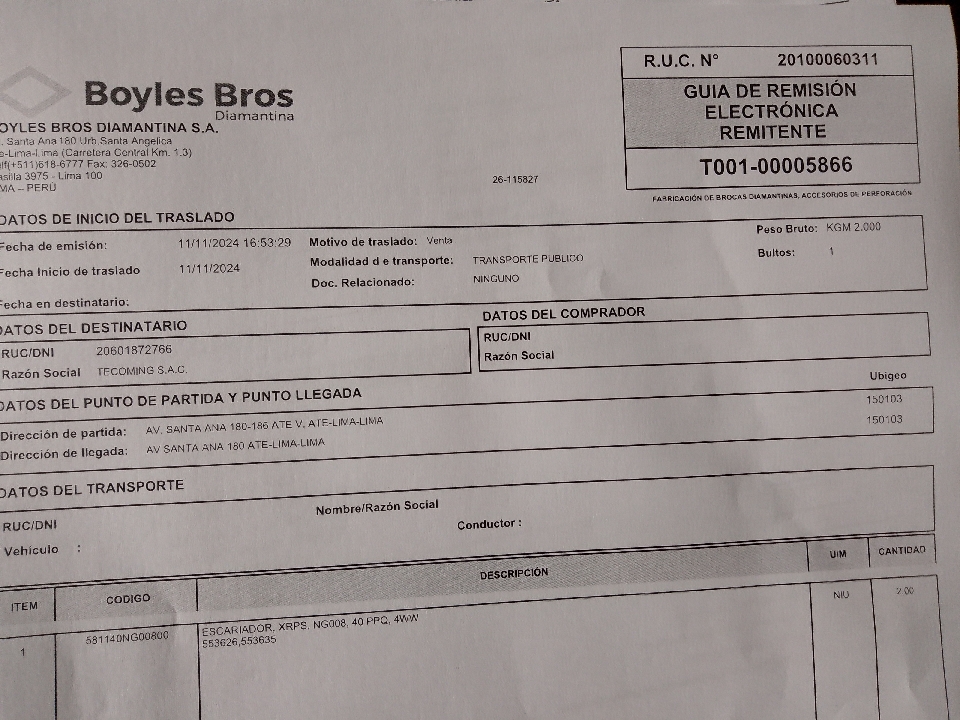 Boyles Bros
Diamantina
OYLES BROS DIAMANTINA S.A.
. Santa Ana 180 Urb. Santa Angelica
e-Lima-Lima (Carretera Central Km. 1.3)
lf(+511)618-6777 Fax: 326-0502
asilla 3975 - Lima 100
MA – PERÚ
26-115827
R.U.C. N° 20100060311
GUIA DE REMISIÓN
ELECTRÓNICA
REMITENTE
T001-00005866
FABRICACIÓN DE BROCAS DIAMANTINAS, ACCESORIOS DE PERFORACIÓN
DATOS DE INICIO DEL TRASLADO
Fecha de emisión: 11/11/2024 16:53:29 Motivo de traslado: Venta Peso Bruto: KGM 2.000
Fecha Inicio de traslado 11/11/2024 Modalidad d e transporte: TRANSPORTE PUBLICO Bultos: 1
Doc. Relacionado: NINGUNO
Fecha en destinatario:
DATOS DEL DESTINATARIO DATOS DEL COMPRADOR
RUC/DNI 20601872766 RUC/DNI
Razón Social TECOMING S.A.C. Razón Social
DATOS DEL PUNTO DE PARTIDA Y PUNTO LLEGADA Ubigeo
Dirección de partida: AV. SANTA ANA 180-186 ATE V. ATE-LIMA-LIMA 150103
Dirección de llegada: AV SANTA ANA 180 ATE-LIMA-LIMA 150103
DATOS DEL TRANSPORTE
RUC/DNI Nombre/Razón Social
Vehículo : Conductor :
ITEM CODIGO DESCRIPCIÓN U/M CANTIDAD
1 581140NG00800 ESCARIADOR, XRPS, NG008, 40 PPQ, 4WW NIU 2.00
553626,553635